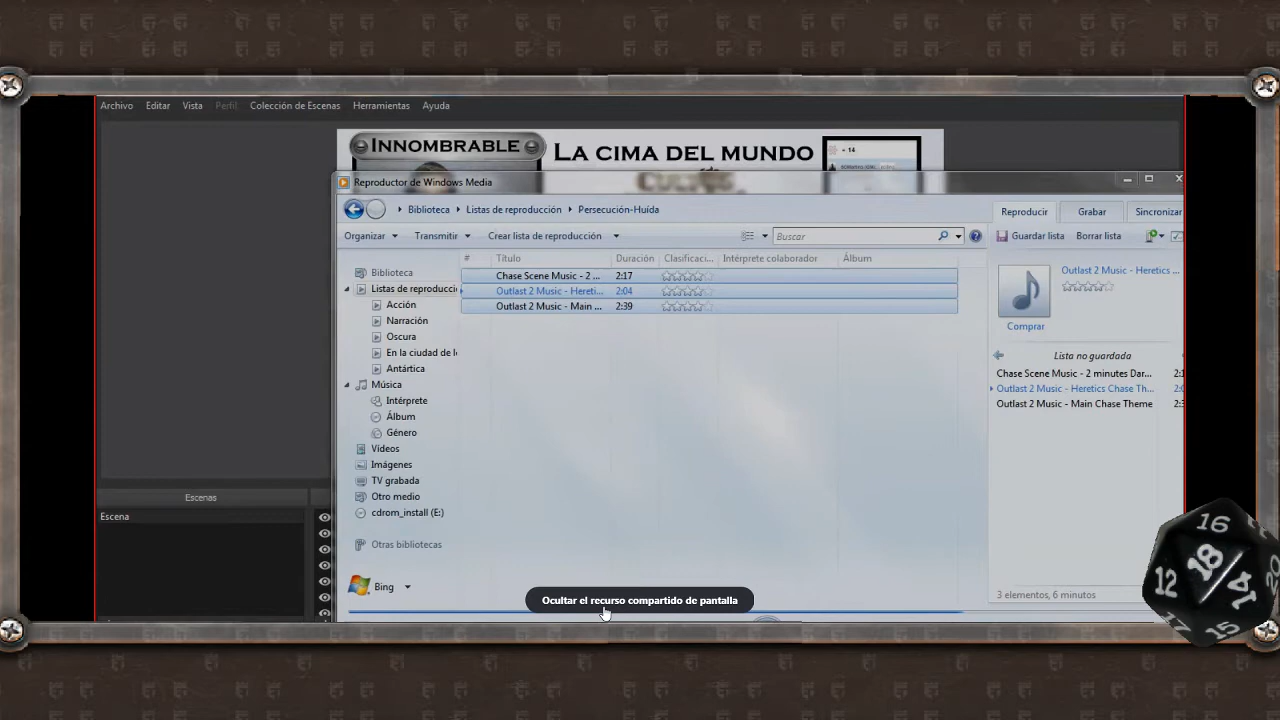 Archivo Editar Vista Perfil Colección de Escenas Herramientas Ayuda
INNOMBRABLE
LA CIMA DEL MUNDO
+ 14
Reproductor de Windows Media
Biblioteca Listas de reproducción Persecución-Huída
Reproducir Grabar Sincronizar
Organizar Transmitir Crear lista de reproducción
Buscar
Guardar lista Borrar lista
# Título Duración Clasificaci... Intérprete colaborador Álbum
Chase Scene Music - 2 ... 2:17
Outlast 2 Music - Hereti... 2:04
Outlast 2 Music - Main ... 2:39
Biblioteca
Listas de reproducci
Acción
Narración
Oscura
En la ciudad de l
Antártica
Música
Intérprete
Álbum
Género
Vídeos
Imágenes
TV grabada
Otro medio
cdrom_install (E:)
Otras bibliotecas
Bing
Outlast 2 Music - Heretics ...
Comprar
Lista no guardada
Chase Scene Music - 2 minutes Dar...
Outlast 2 Music - Heretics Chase Th...
Outlast 2 Music - Main Chase Theme
3 elementos, 6 minutos
Escenas
Escena
Ocultar el recurso compartido de pantalla
16
18
12
14
20
17
15